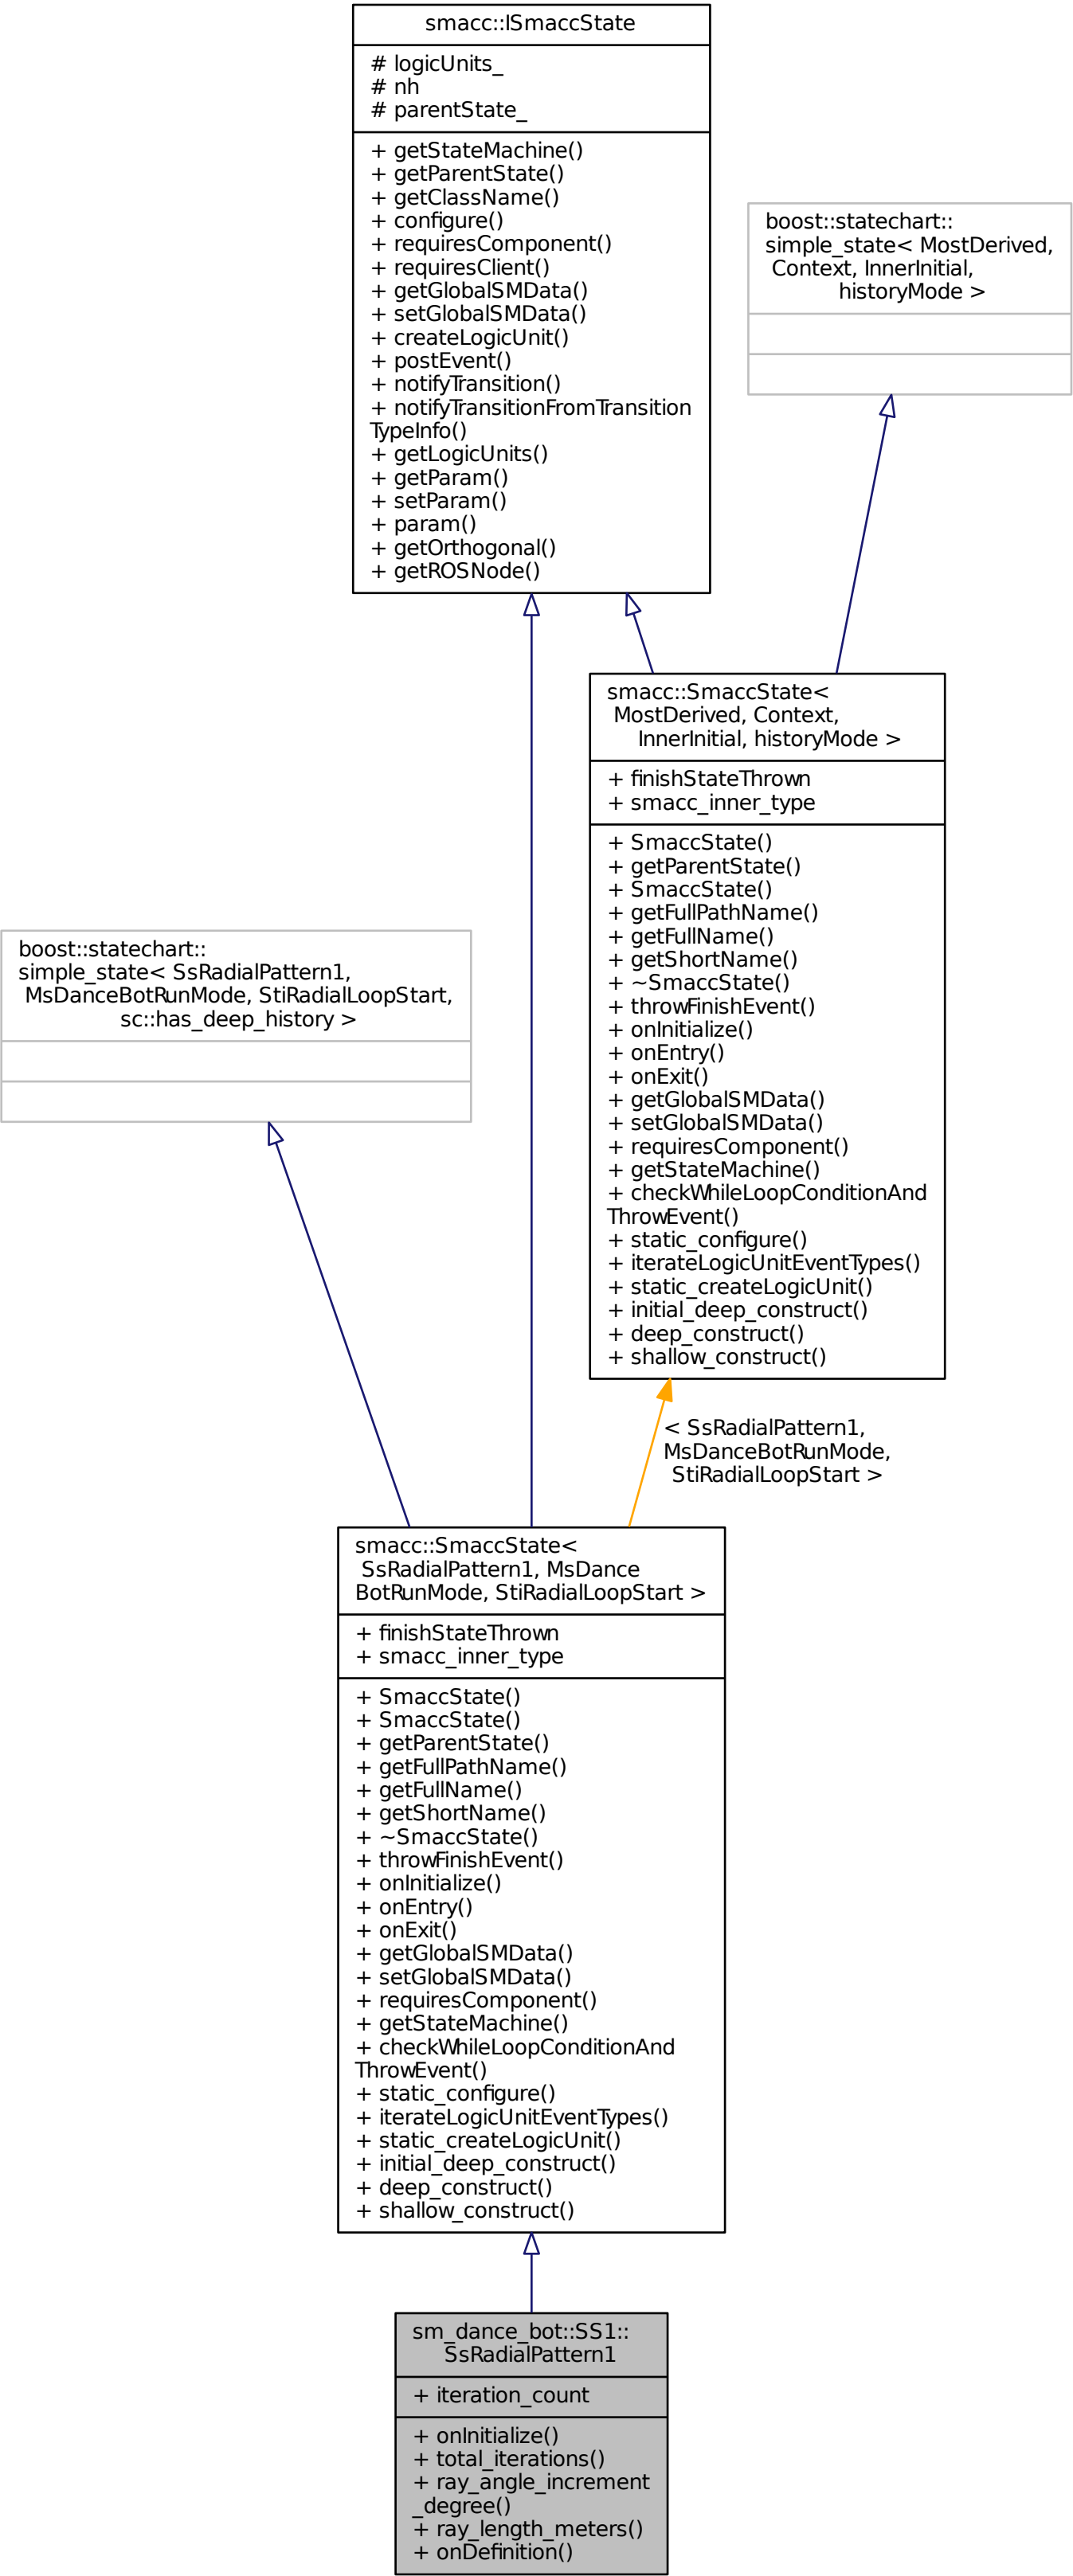 smacc::ISmaccState
# logicUnits_
# nh
# parentState_
+ getStateMachine()
+ getParentState()
+ getClassName()
+ configure()
+ requiresComponent()
+ requiresClient()
+ getGlobalSMData()
+ setGlobalSMData()
+ createLogicUnit()
+ postEvent()
+ notifyTransition()
+ notifyTransitionFromTransition
TypeInfo()
+ getLogicUnits()
+ getParam()
+ setParam()
+ param()
+ getOrthogonal()
+ getROSNode()
boost::statechart::
simple_state< MostDerived,
Context, InnerInitial,
historyMode >
smacc::SmaccState<
MostDerived, Context,
InnerInitial, historyMode >
+ finishStateThrown
+ smacc_inner_type
+ SmaccState()
+ getParentState()
+ SmaccState()
+ getFullPathName()
+ getFullName()
+ getShortName()
+ ~SmaccState()
+ throwFinishEvent()
+ onInitialize()
+ onEntry()
+ onExit()
+ getGlobalSMData()
+ setGlobalSMData()
+ requiresComponent()
+ getStateMachine()
+ checkWhileLoopConditionAnd
ThrowEvent()
+ static_configure()
+ iterateLogicUnitEventTypes()
+ static_createLogicUnit()
+ initial_deep_construct()
+ deep_construct()
+ shallow_construct()
boost::statechart::
simple_state< SsRadialPattern1,
MsDanceBotRunMode, StiRadialLoopStart,
sc::has_deep_history >
< SsRadialPattern1,
MsDanceBotRunMode,
StiRadialLoopStart >
smacc::SmaccState<
SsRadialPattern1, MsDance
BotRunMode, StiRadialLoopStart >
+ finishStateThrown
+ smacc_inner_type
+ SmaccState()
+ SmaccState()
+ getParentState()
+ getFullPathName()
+ getFullName()
+ getShortName()
+ ~SmaccState()
+ throwFinishEvent()
+ onInitialize()
+ onEntry()
+ onExit()
+ getGlobalSMData()
+ setGlobalSMData()
+ requiresComponent()
+ getStateMachine()
+ checkWhileLoopConditionAnd
ThrowEvent()
+ static_configure()
+ iterateLogicUnitEventTypes()
+ static_createLogicUnit()
+ initial_deep_construct()
+ deep_construct()
+ shallow_construct()
sm_dance_bot::SS1::
SsRadialPattern1
+ iteration_count
+ onInitialize()
+ total_iterations()
+ ray_angle_increment
_degree()
+ ray_length_meters()
+ onDefinition()